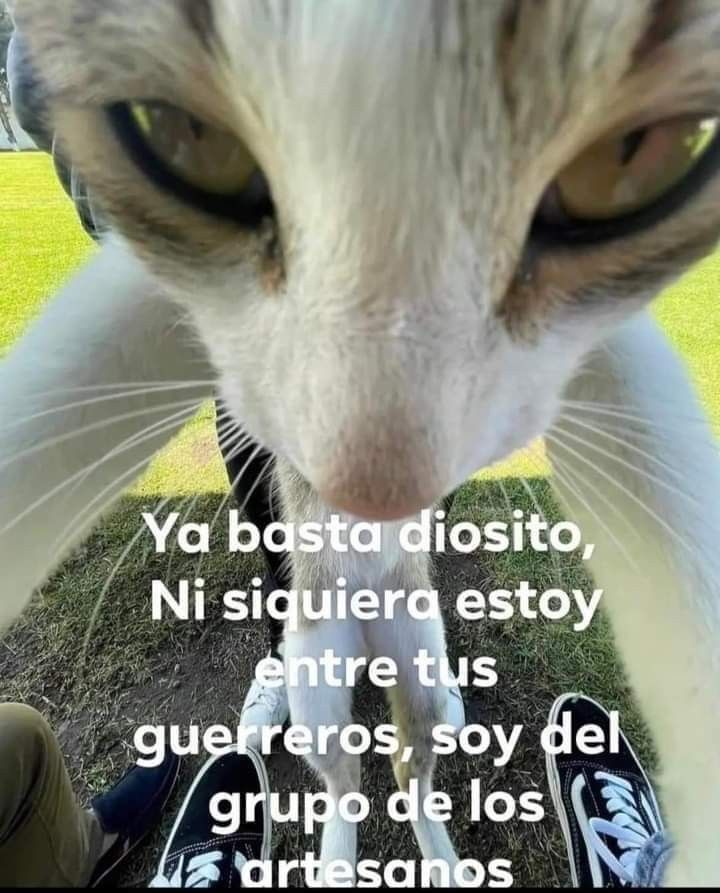 Ya basta diosito,
Ni siquiera estoy
entre tus
guerreros, soy del
grupo de los
artesanos